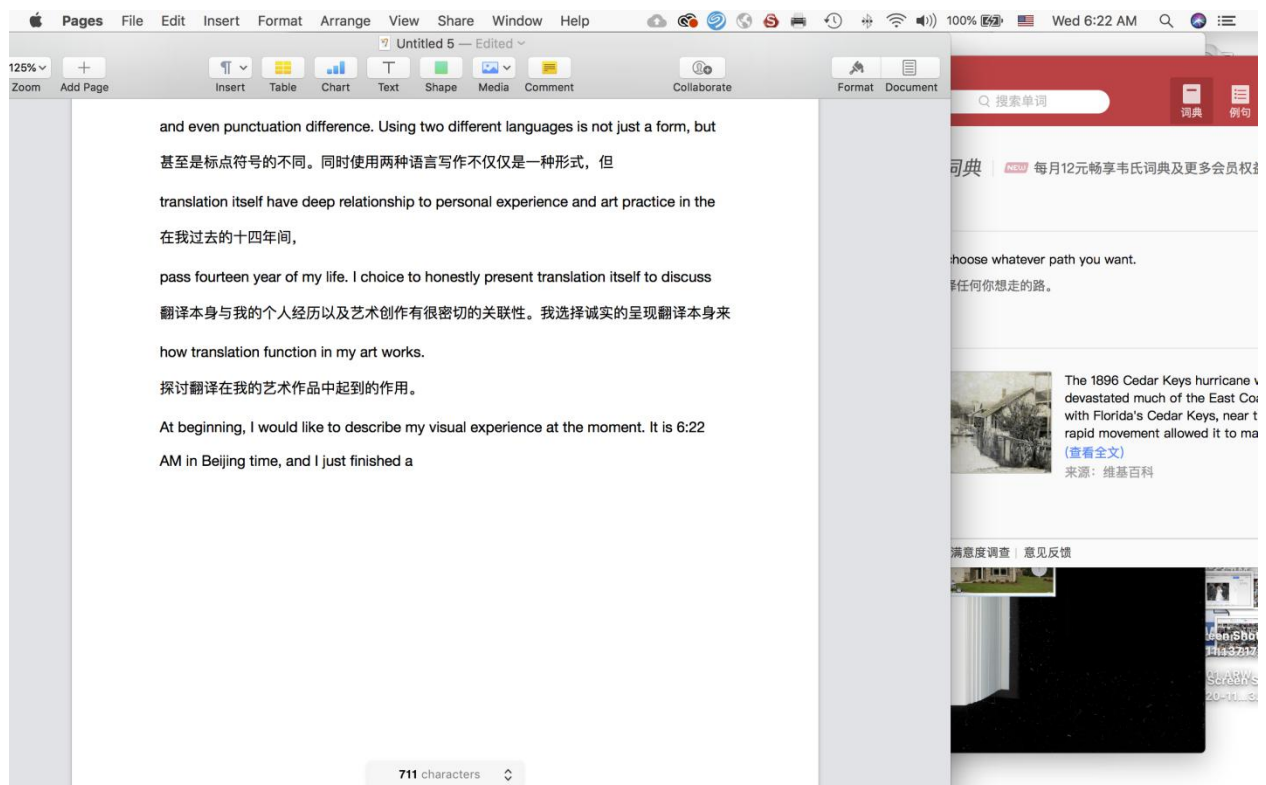 Pages File Edit Insert Format Arrange View Share Window Help 100% Wed 6:22 AM
Untitled 5 — Edited
125%
Zoom Add Page Insert Table Chart Text Shape Media Comment Collaborate Format Document
and even punctuation difference. Using two different languages is not just a form, but
甚至是标点符号的不同。同时使用两种语言写作不仅仅是一种形式，但
translation itself have deep relationship to personal experience and art practice in the
在我过去的十四年间，
pass fourteen year of my life. I choice to honestly present translation itself to discuss
翻译本身与我的个人经历以及艺术创作有很密切的关联性。我选择诚实的呈现翻译本身来
how translation function in my art works.
探讨翻译在我的艺术作品中起到的作用。
At beginning, I would like to describe my visual experience at the moment. It is 6:22
AM in Beijing time, and I just finished a
711 characters
搜索单词
词典 例句
词典 NEW 每月12元畅享韦氏词典及更多会员权
choose whatever path you want.
择任何你想走的路。
The 1896 Cedar Keys hurricane
devastated much of the East
with Florida's Cedar Keys, near
rapid movement allowed it to
(查看全文)
来源：维基百科
满意度调查 意见反馈